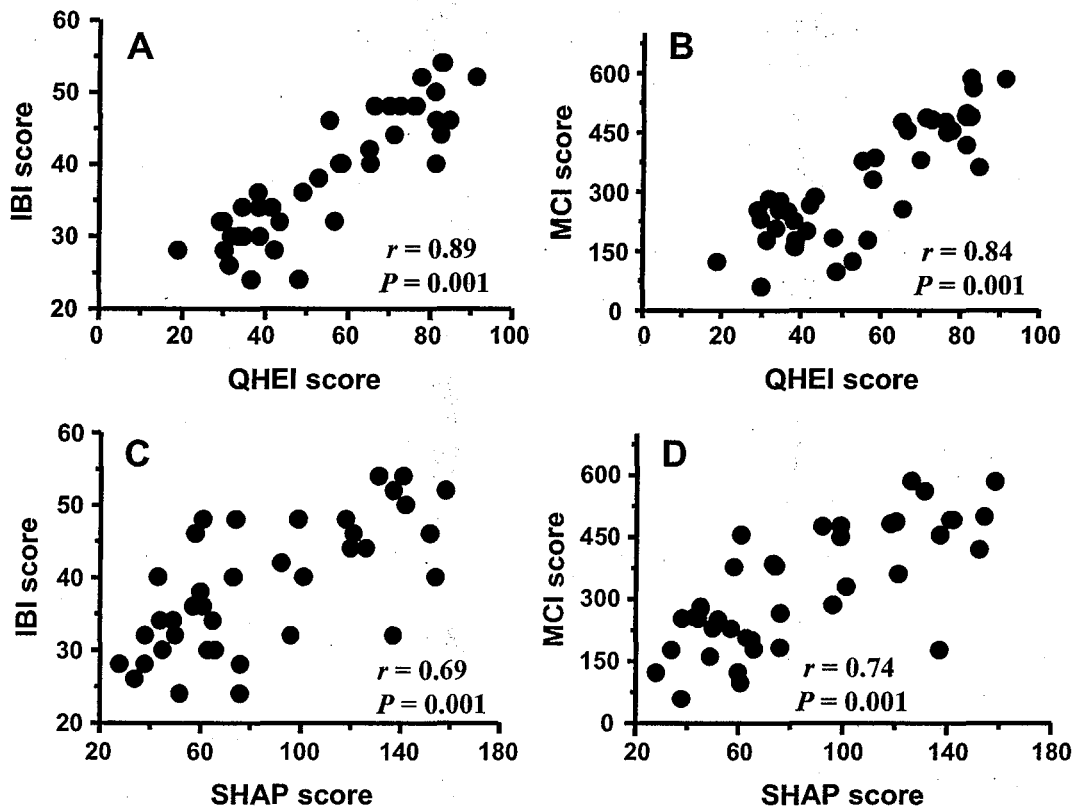 A
IBI score
60
50
40
30
20
r = 0.89
P = 0.001
0 20 40 60 80 100
QHEI score
B
MCI score
600
450
300
150
0
r = 0.84
P = 0.001
0 20 40 60 80 100
QHEI score
C
IBI score
60
50
40
30
20
r = 0.69
P = 0.001
20 60 100 140 180
SHAP score
D
MCI score
600
450
300
150
0
r = 0.74
P = 0.001
20 60 100 140 180
SHAP score